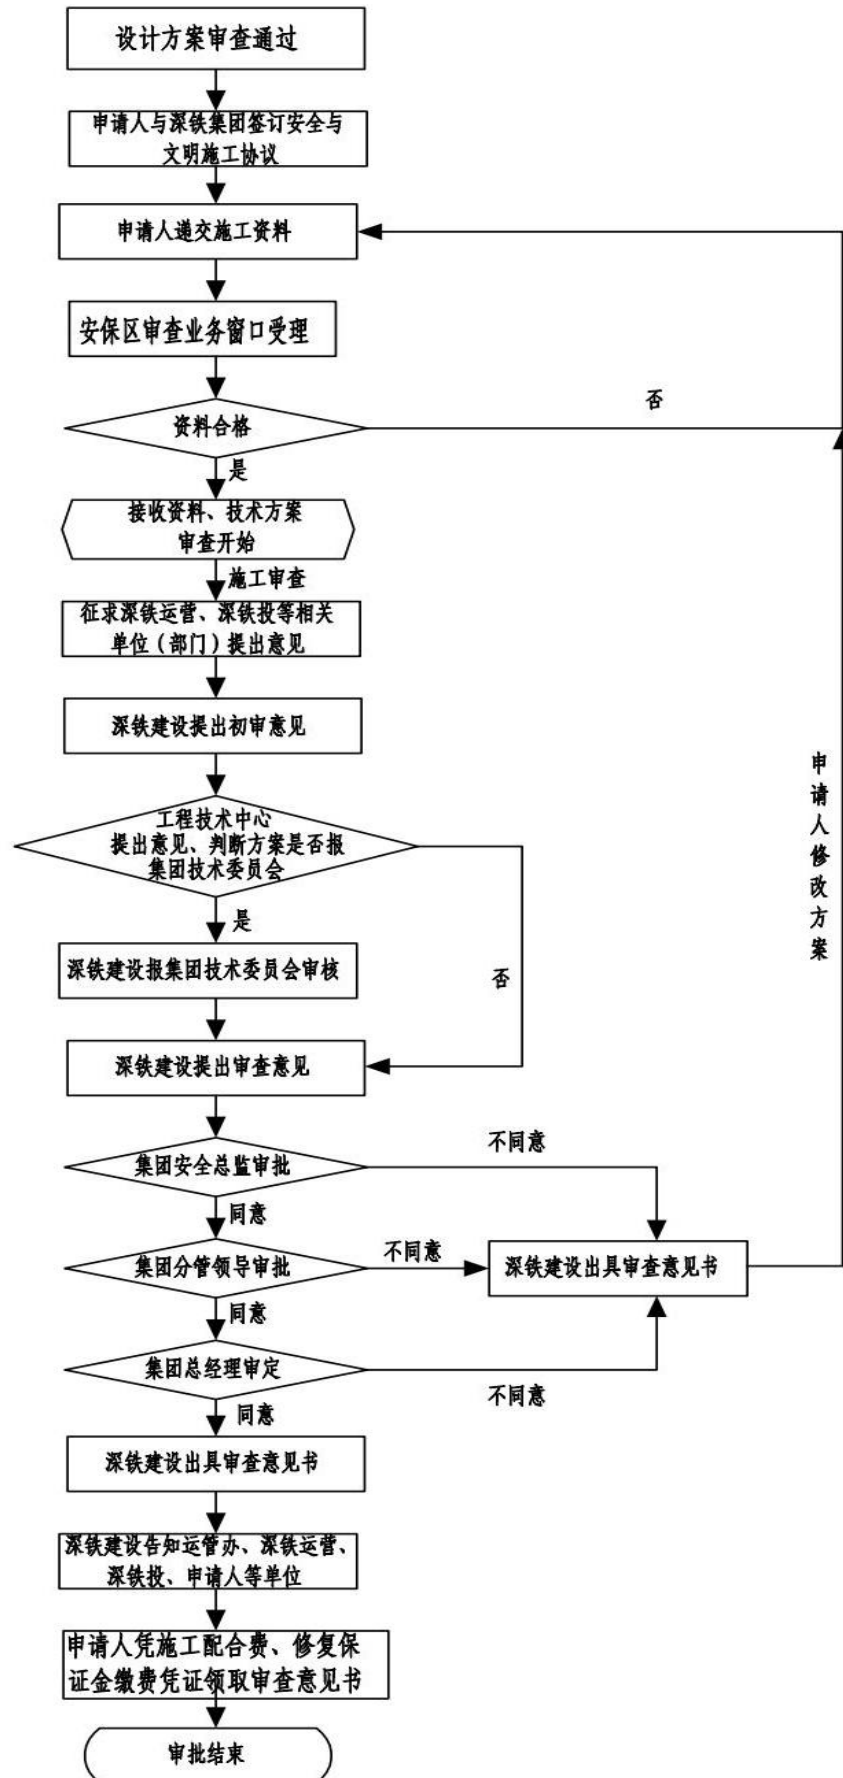 设计方案审查通过
申请人与深铁集团签订安全与
文明施工协议
申请人递交施工资料
安保区审查业务窗口受理
资料合格
否
是
接收资料、技术方案
审查开始
施工审查
征求深铁运营、深铁投等相关
单位（部门）提出意见
深铁建设提出初审意见
工程技术中心
提出意见、判断方案是否报
集团技术委员会
是
否
深铁建设报集团技术委员会审核
深铁建设提出审查意见
集团安全总监审批
不同意
同意
集团分管领导审批
不同意
深铁建设出具审查意见书
申请人修改方案
同意
集团总经理审定
不同意
同意
深铁建设出具审查意见书
深铁建设告知运管办、深铁运营、
深铁投、申请人等单位
申请人凭施工配合费、修复保
证金缴费凭证领取审查意见书
审批结束